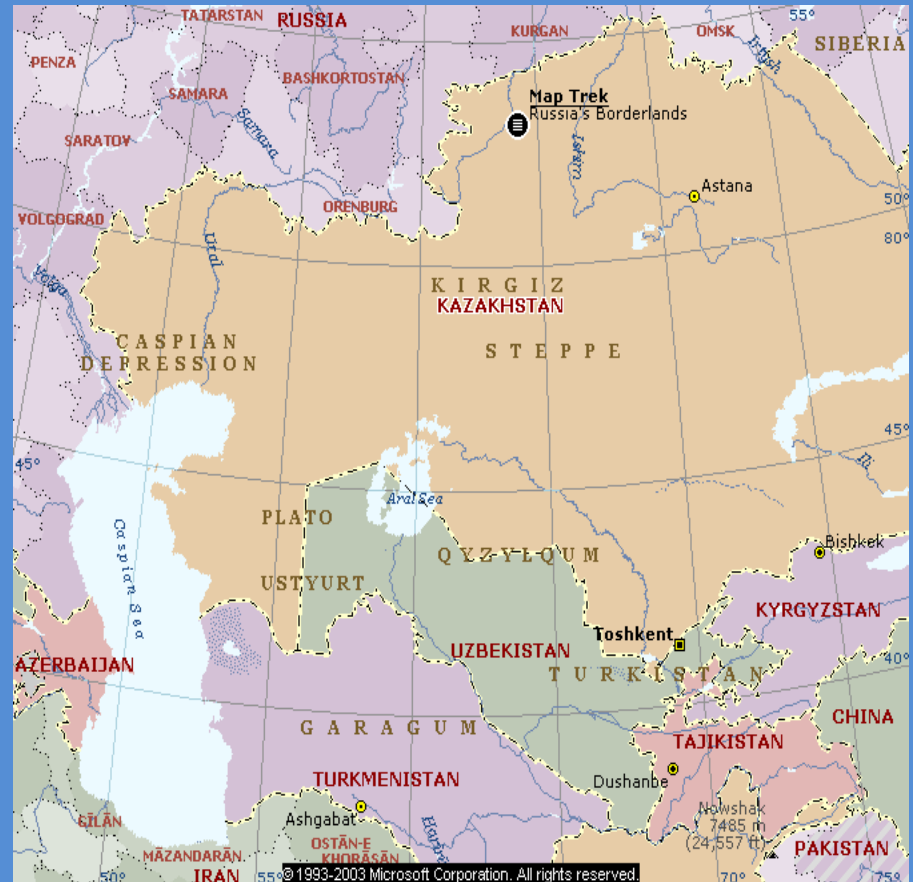 TATARSTAN
RUSSIA
55°
KURGAN
OMSK
Irtysh
SIBERIA
PENZA
BASHKORTOSTAN
SAMARA
Map Trek
Russia's Borderlands
Samara
SARATOV
Ishim
Astana
50°
ORENBURG
VOLGOGRAD
80°
Ural
Volga
KIRGIZ
KAZAKHSTAN
CASPIAN
DEPRESSION
STEPPE
45°
45°
Ili
Aral Sea
PLATO
Caspian Sea
QYZYLQUM
Bishkek
USTYURT
KYRGYZSTAN
Toshkent
UZBEKISTAN
AZERBAIJAN
40°
TURKISTAN
CHINA
GARAGUM
TAJIKISTAN
TURKMENISTAN
Dushanbe
Nowshak
7485 m
(24,557 ft)
Ashgabat
GĪLĀN
OSTĀN-E
KHORĀSĀN
PAKISTAN
MĀZANDARĀN
50°
IRAN
55°
© 1993-2003 Microsoft Corporation. All rights reserved.
70°
75°